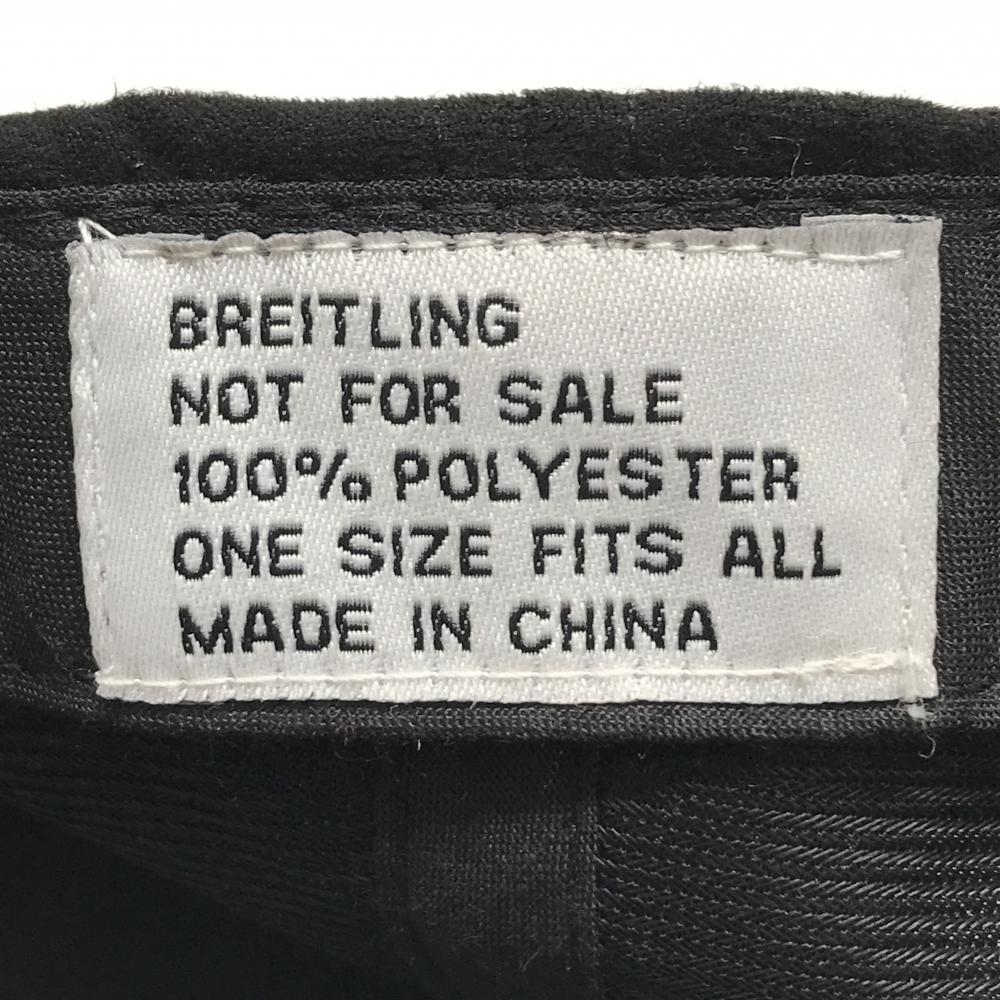 BREITLING
NOT FOR SALE
100% POLYESTER
ONE SIZE FITS ALL
MADE IN CHINA